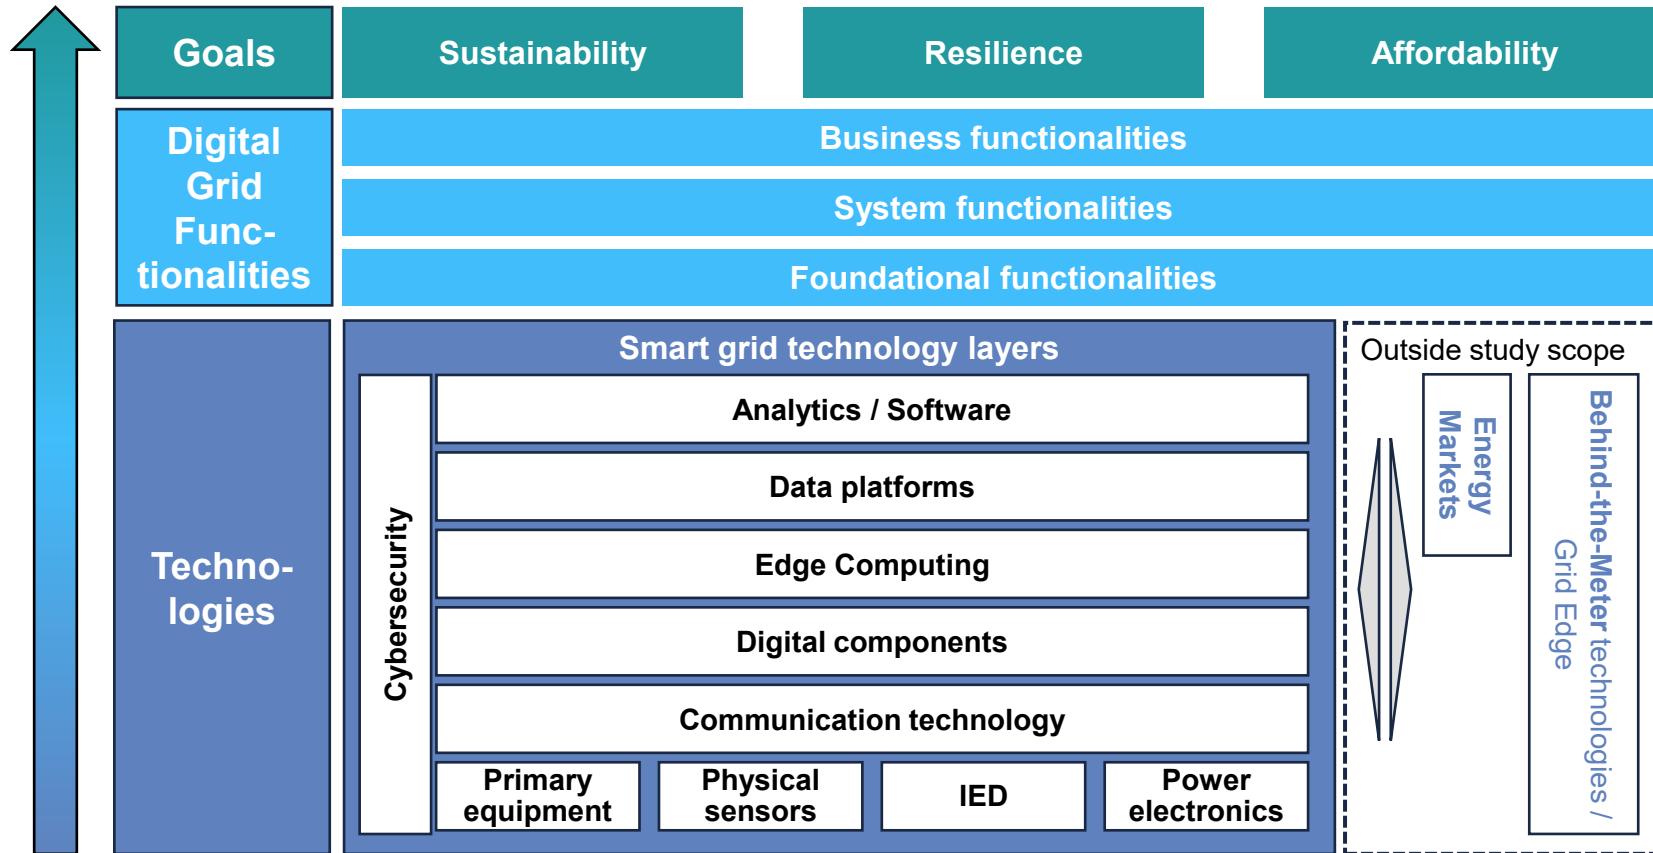 Goals
Sustainability
Resilience
Affordability
Digital
Grid
Func-
tionalities
Business functionalities
System functionalities
Foundational functionalities
Techno-
logies
Smart grid technology layers
Cybersecurity
Analytics / Software
Data platforms
Edge Computing
Digital components
Communication technology
Primary
equipment
Physical
sensors
IED
Power
electronics
Outside study scope
Energy
Markets
Behind-the-Meter technologies /
Grid Edge